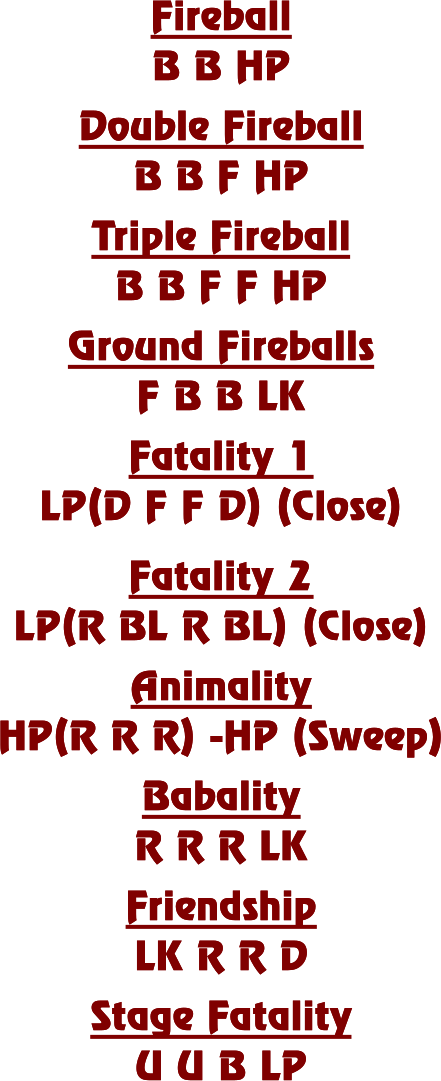 Fireball
B B HP
Double Fireball
B B F HP
Triple Fireball
B B F F HP
Ground Fireballs
F B B LK
Fatality 1
LP(D F F D) (Close)
Fatality 2
LP(R BL R BL) (Close)
Animality
HP(R R R) -HP (Sweep)
Babality
R R R LK
Friendship
LK R R D
Stage Fatality
U U B LP